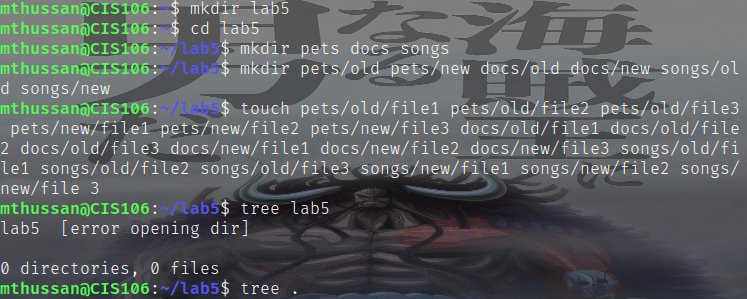 mthussan@CIS106:~$ mkdir lab5
mthussan@CIS106:~$ cd lab5
mthussan@CIS106:~/lab5$ mkdir pets docs songs
mthussan@CIS106:~/lab5$ mkdir pets/old pets/new docs/old docs/new songs/ol
d songs/new
mthussan@CIS106:~/lab5$ touch pets/old/file1 pets/old/file2 pets/old/file3
 pets/new/file1 pets/new/file2 pets/new/file3 docs/old/file1 docs/old/file
2 docs/old/file3 docs/new/file1 docs/new/file2 docs/new/file3 songs/old/fi
le1 songs/old/file2 songs/old/file3 songs/new/file1 songs/new/file2 songs/
new/file 3
mthussan@CIS106:~/lab5$ tree lab5
lab5  [error opening dir]

0 directories, 0 files
mthussan@CIS106:~/lab5$ tree .